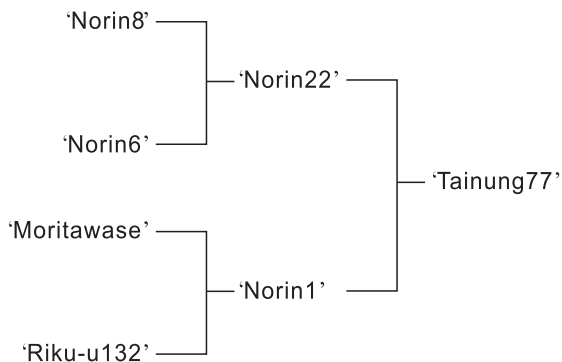 ‘Norin8’
‘Norin22’
‘Norin6’
‘Tainung77’
‘Moritawase’
‘Norin1’
‘Riku-u132’